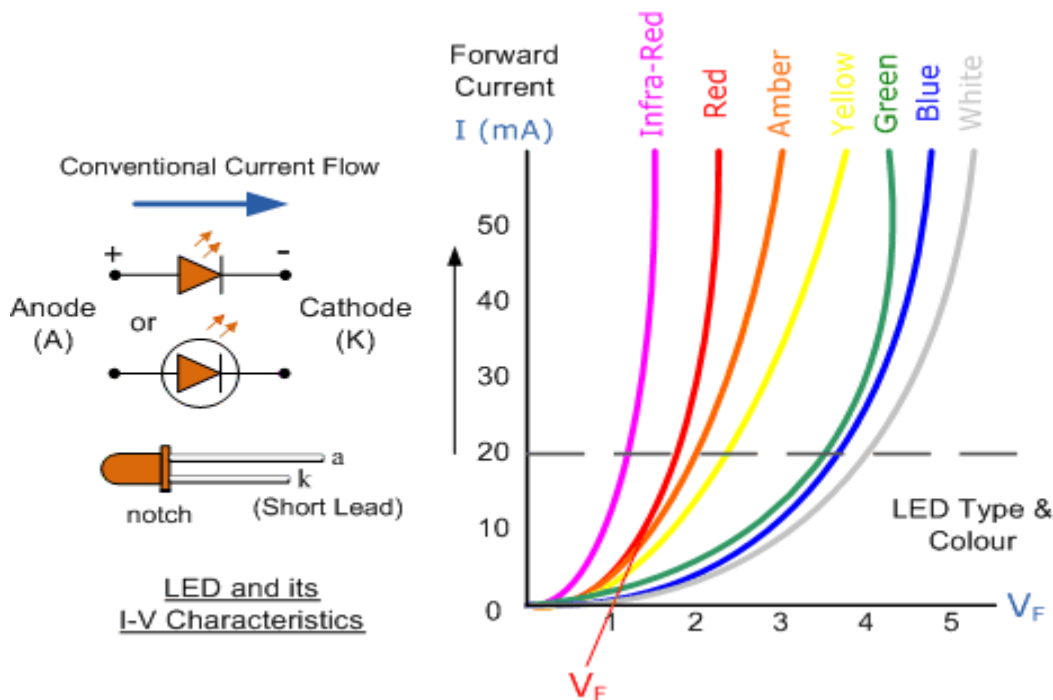 Conventional Current Flow
+
-
Anode
(A)
or
Cathode
(K)
a
k
notch
(Short Lead)
LED and its
I-V Characteristics
Forward
Current
I (mA)
Infra-Red
Red
Amber
Yellow
Green
Blue
White
50
40
30
20
10
0
LED Type &
Colour
1
2
3
4
5
VF
VF